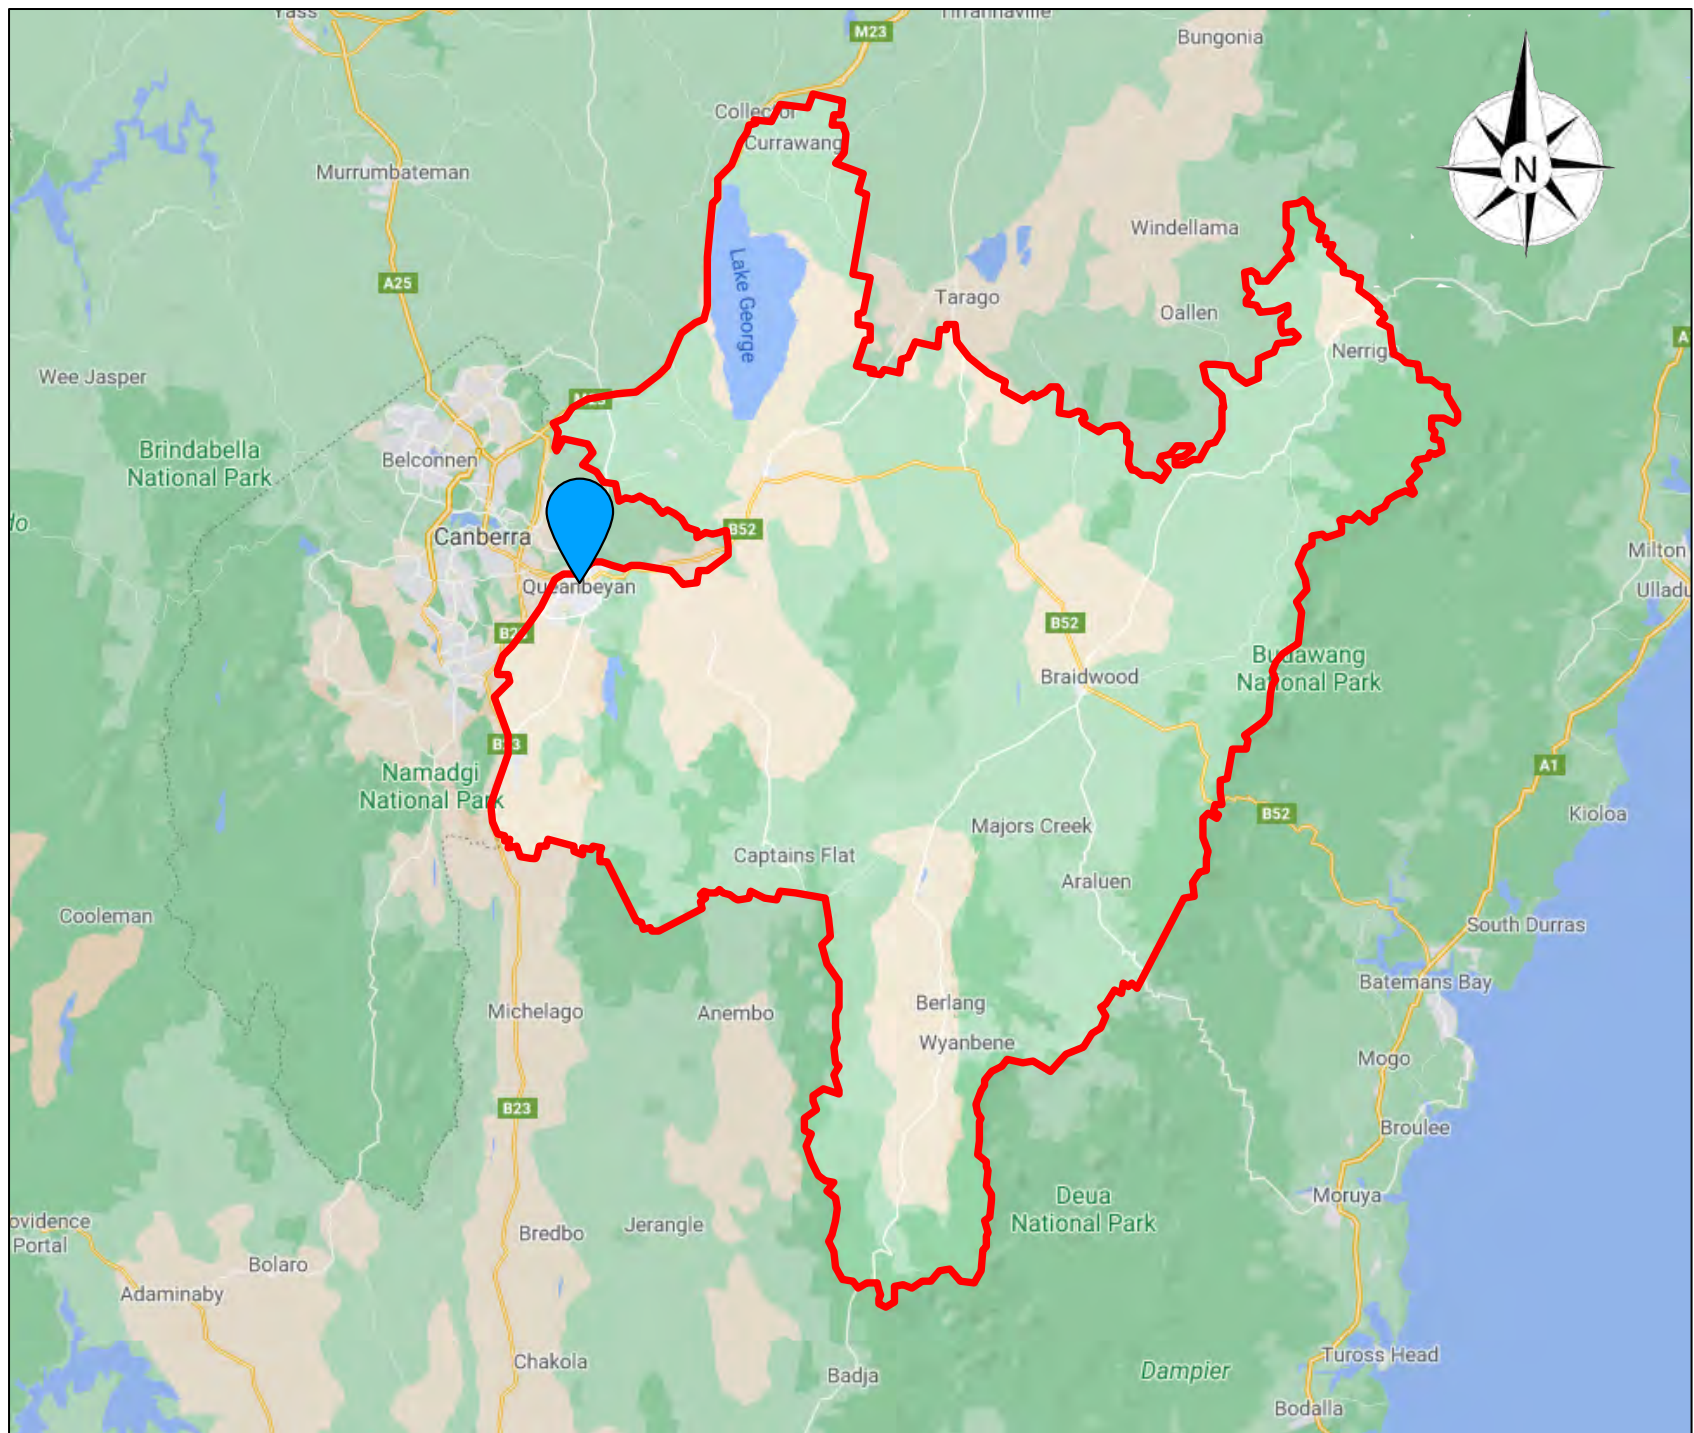 Yass
Tirrannaville
M23
Bungonia
Collector
Currawang
Murrumbateman
N
Windellama
Lake George
A25
Tarago
Oallen
Nerrig
A
Wee Jasper
Brindabella
National Park
Belconnen
B52
Canberra
Milton
Queanbeyan
Ulladu
B52
Budawang
National Park
Braidwood
B23
A1
Namadgi
National Park
B52
Kioloa
Majors Creek
Captains Flat
Araluen
Cooleman
South Durras
Batemans Bay
Michelago
Anembo
Berlang
Wyanbene
Mogo
B23
Broulee
Deua
National Park
Moruya
ovidence
Portal
Bredbo
Jerangle
Bolaro
Adaminaby
Chakola
Badja
Dampier
Tuross Head
Bodalla